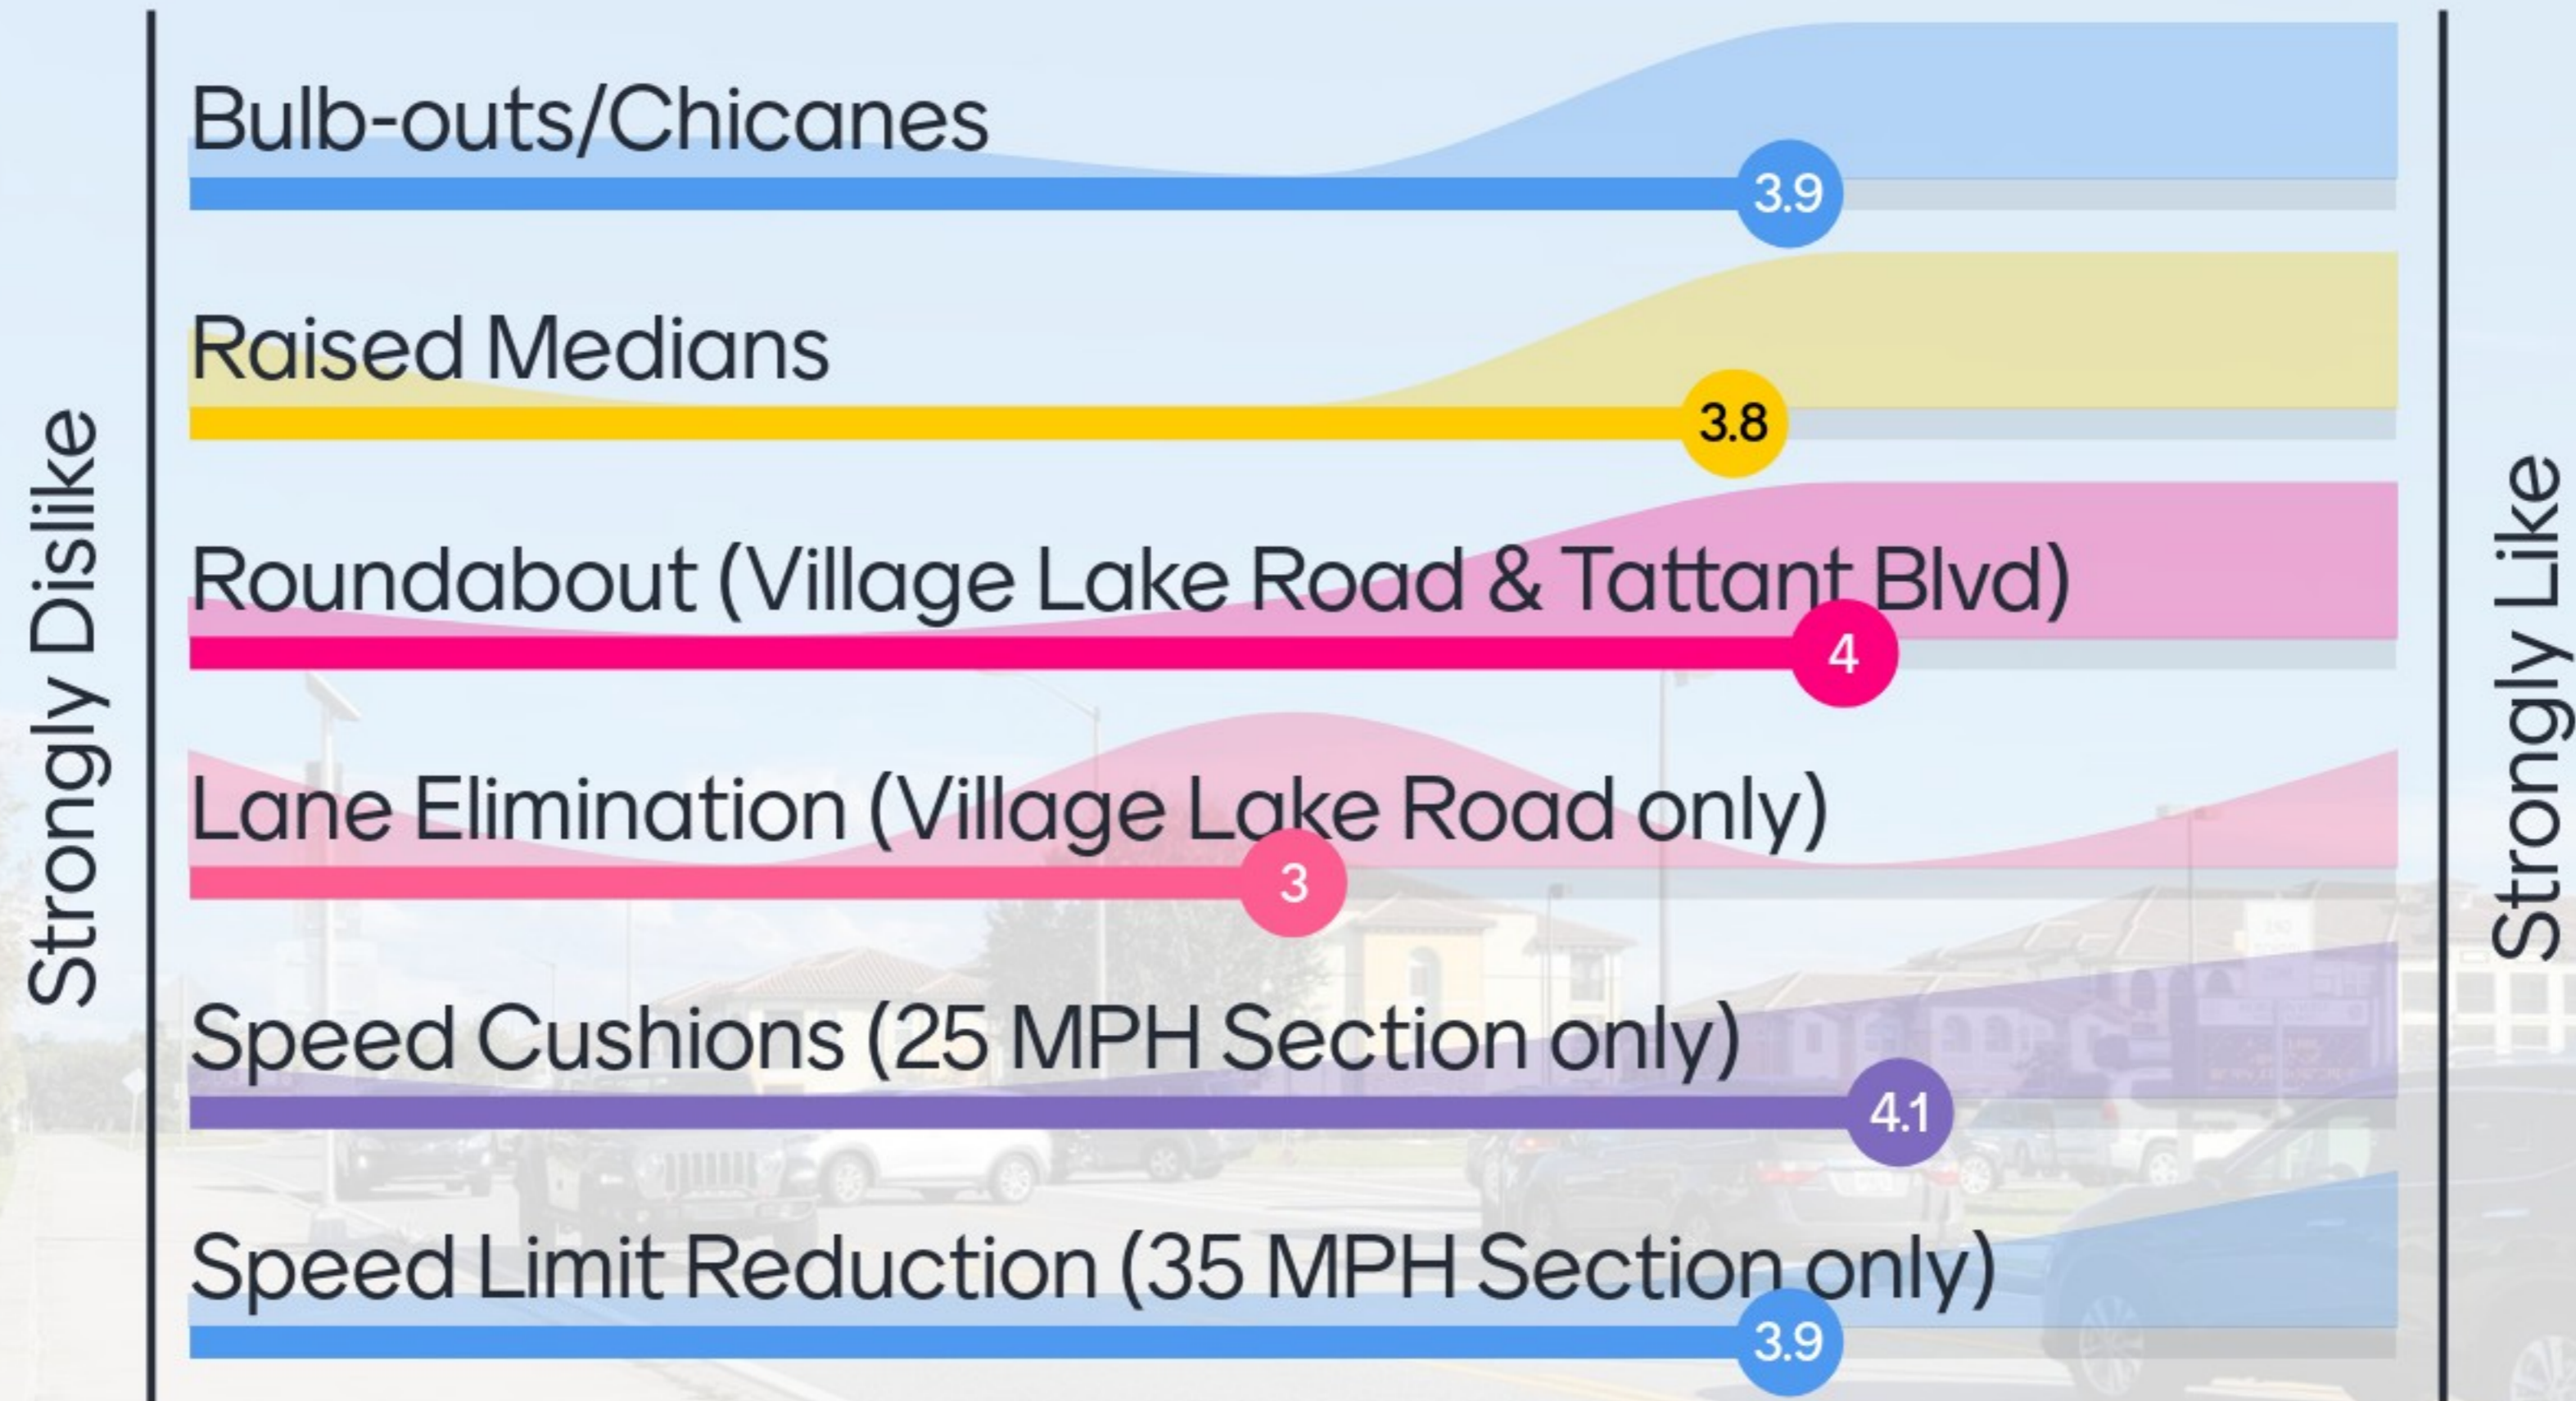 Strongly Dislike
Bulb-outs/Chicanes
3.9
Raised Medians
3.8
Roundabout (Village Lake Road & Tattant Blvd)
4
Lane Elimination (Village Lake Road only)
3
Speed Cushions (25 MPH Section only)
4.1
Speed Limit Reduction (35 MPH Section only)
3.9
Strongly Like